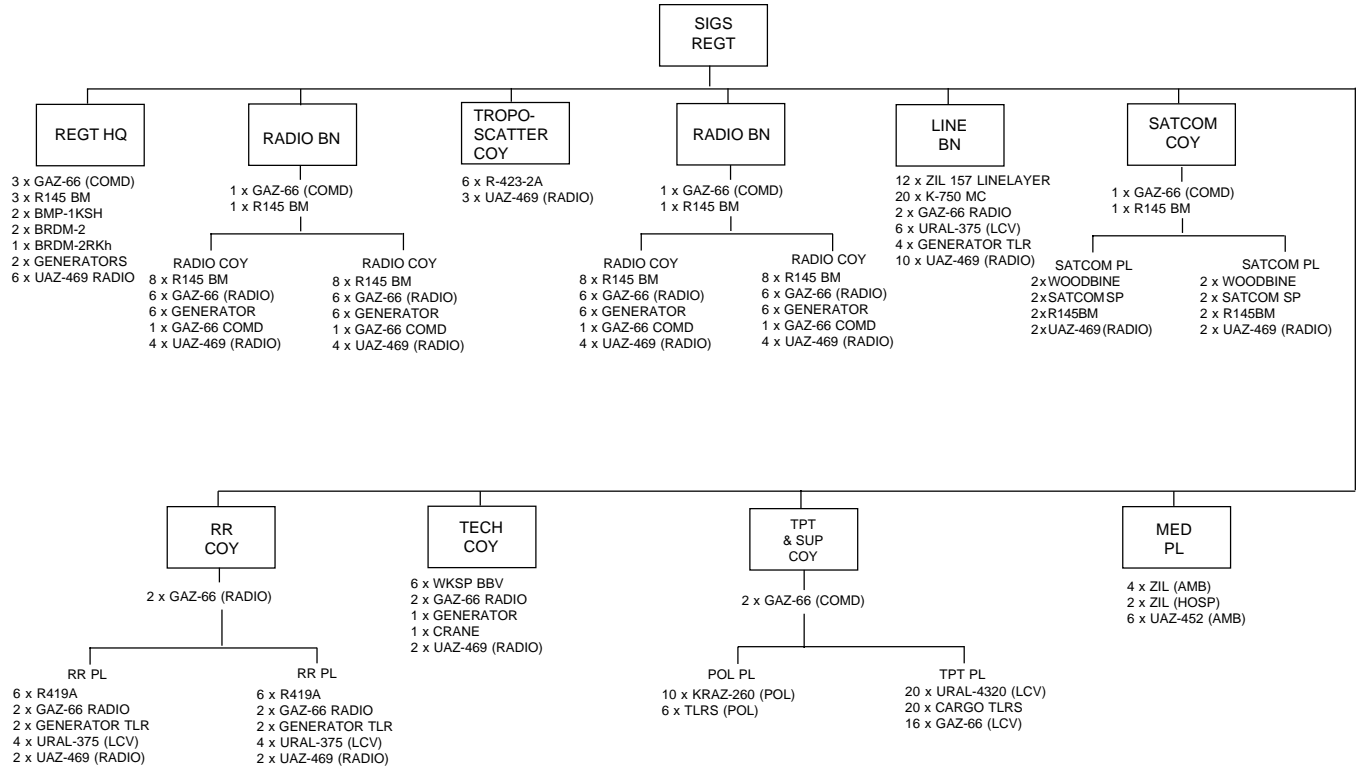 SIGS
REGT
REGT HQ
3 x GAZ-66 (COMD)
3 x R145 BM
2 x BMP-1KSH
2 x BRDM-2
1 x BRDM-2RKh
2 x GENERATORS
6 x UAZ-469 RADIO
RADIO BN
1 x GAZ-66 (COMD)
1 x R145 BM
RADIO COY
8 x R145 BM
6 x GAZ-66 (RADIO)
6 x GENERATOR
1 x GAZ-66 COMD
4 x UAZ-469 (RADIO)
RADIO COY
8 x R145 BM
6 x GAZ-66 (RADIO)
6 x GENERATOR
1 x GAZ-66 COMD
4 x UAZ-469 (RADIO)
TROPO-
SCATTER
COY
6 x R-423-2A
3 x UAZ-469 (RADIO)
RADIO BN
1 x GAZ-66 (COMD)
1 x R145 BM
RADIO COY
8 x R145 BM
6 x GAZ-66 (RADIO)
6 x GENERATOR
1 x GAZ-66 COMD
4 x UAZ-469 (RADIO)
RADIO COY
8 x R145 BM
6 x GAZ-66 (RADIO)
6 x GENERATOR
1 x GAZ-66 COMD
4 x UAZ-469 (RADIO)
LINE
BN
12 x ZIL 157 LINELAYER
20 x K-750 MC
2 x GAZ-66 RADIO
6 x URAL-375 (LCV)
4 x GENERATOR TLR
10 x UAZ-469 (RADIO)
SATCOM
COY
1 x GAZ-66 (COMD)
1 x R145 BM
SATCOM PL
2xWOODBINE
2xSATCOMSP
2xR145BM
2xUAZ-469(RADIO)
SATCOM PL
2 x WOODBINE
2 x SATCOM SP
2 x R145BM
2 x UAZ-469 (RADIO)
RR
COY
2 x GAZ-66 (RADIO)
RR PL
6 x R419A
2 x GAZ-66 RADIO
2 x GENERATOR TLR
4 x URAL-375 (LCV)
2 x UAZ-469 (RADIO)
RR PL
6 x R419A
2 x GAZ-66 RADIO
2 x GENERATOR TLR
4 x URAL-375 (LCV)
2 x UAZ-469 (RADIO)
TECH
COY
6 x WKSP BBV
2 x GAZ-66 RADIO
1 x GENERATOR
1 x CRANE
2 x UAZ-469 (RADIO)
TPT
& SUP
COY
2 x GAZ-66 (COMD)
POL PL
10 x KRAZ-260 (POL)
6 x TLRS (POL)
TPT PL
20 x URAL-4320 (LCV)
20 x CARGO TLRS
16 x GAZ-66 (LCV)
MED
PL
4 x ZIL (AMB)
2 x ZIL (HOSP)
6 x UAZ-452 (AMB)